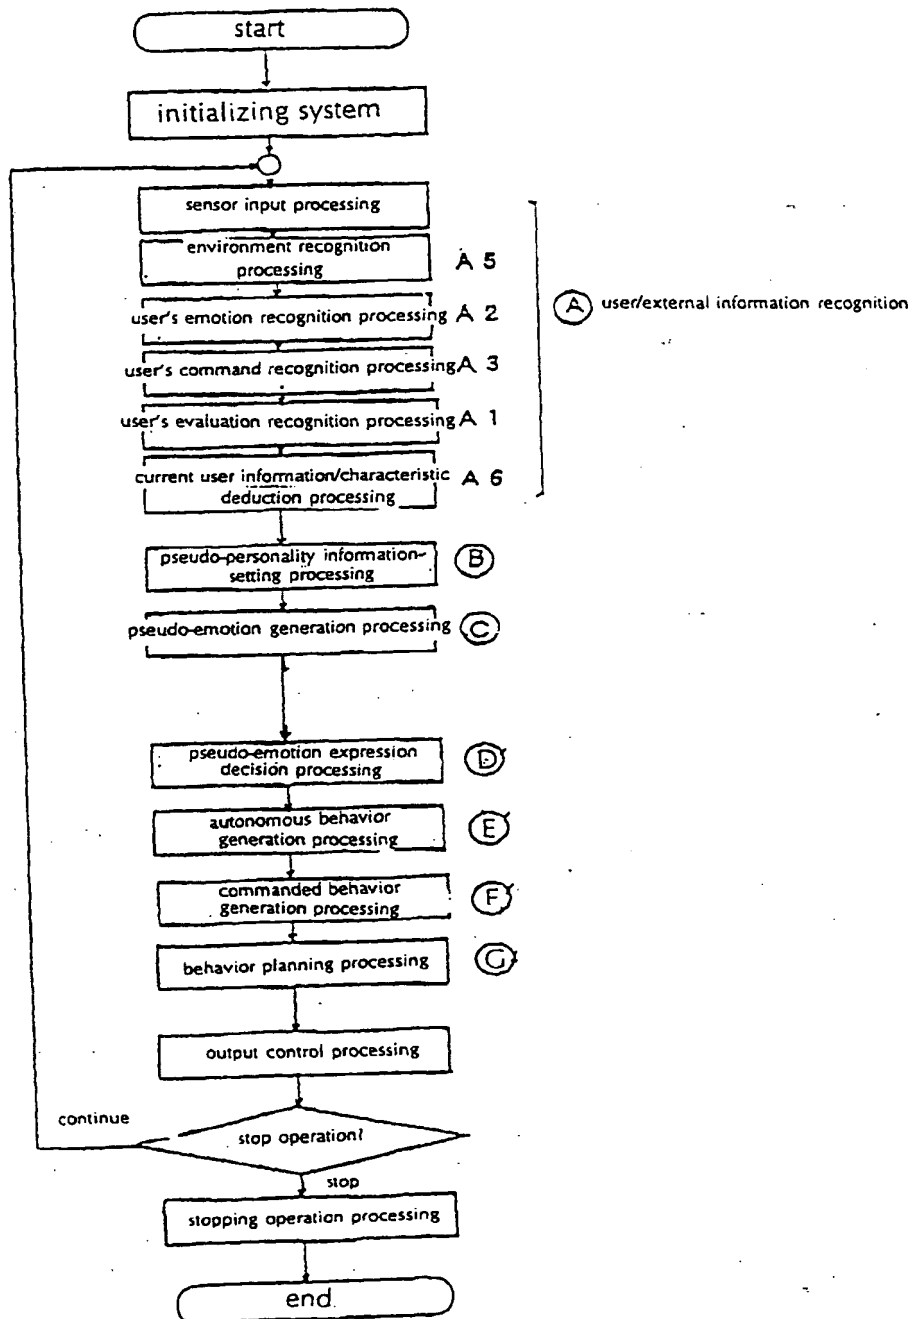 start
initializing system
sensor input processing
environment recognition
processing
A 5
user's emotion recognition processing
A 2
A user/external information recognition
user's command recognition processing
A 3
user's evaluation recognition processing
A 1
current user information/characteristic
deduction processing
A 6
pseudo-personality information-
setting processing
B
pseudo-emotion generation processing
C
pseudo-emotion expression
decision processing
D
autonomous behavior
generation processing
E
commanded behavior
generation processing
F
behavior planning processing
G
output control processing
continue
stop operation?
stop
stopping operation processing
end